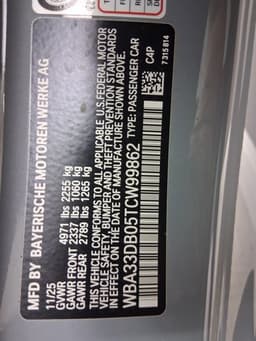 MFD BY BAYERISCHE MOTOREN WERKE AG
11/25
GVWR 4971 lbs 2255 kg
GAWR FRONT 2337 lbs 1060 kg
GAWR REAR 2789 lbs 1265 kg
THIS VEHICLE CONFORMS TO ALL APPLICABLE U.S. FEDERAL MOTOR
VEHICLE SAFETY, BUMPER AND THEFT PREVENTION STANDARDS
IN EFFECT ON THE DATE OF MANUFACTURE SHOWN ABOVE.
WBA33DB05TCW99862 TYPE: PASSENGER CAR
C4P
7315814